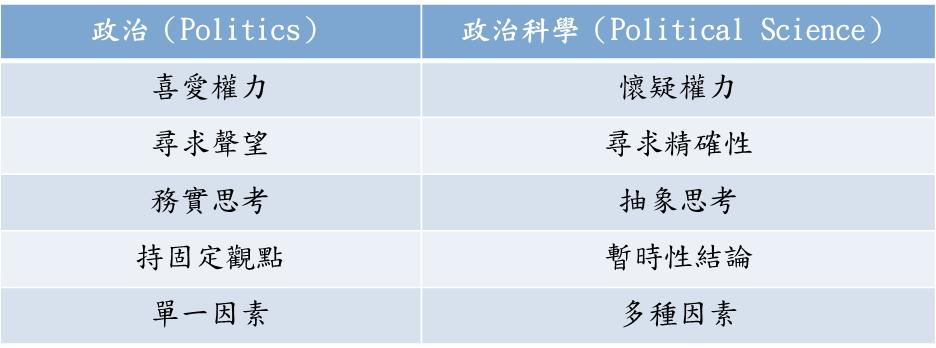 政治（Politics） 政治科學（Political Science）
喜愛權力 懷疑權力
尋求聲望 尋求精確性
務實思考 抽象思考
持固定觀點 暫時性結論
單一因素 多種因素